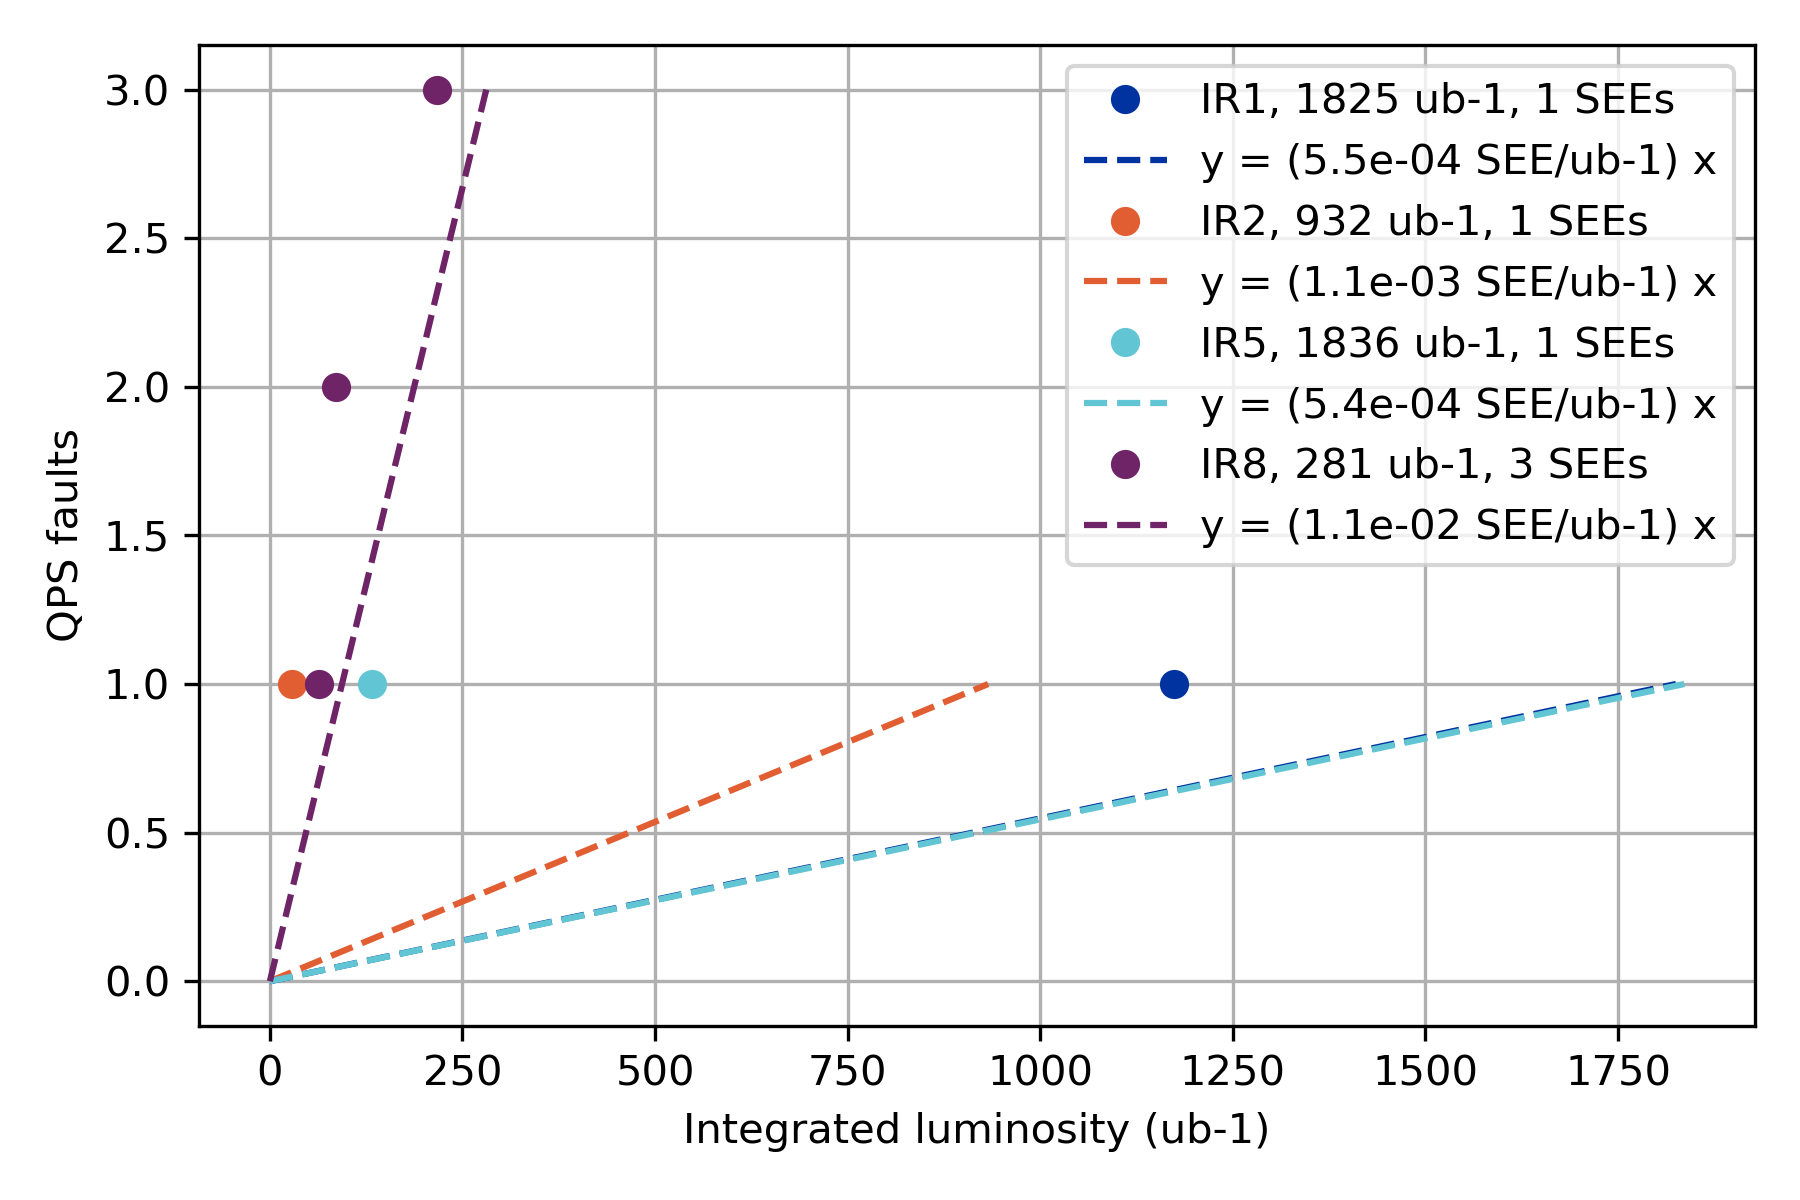 3.0
2.5
2.0
1.5
1.0
0.5
0.0
QPS faults
IR1, 1825 ub-1, 1 SEEs
y = (5.5e-04 SEE/ub-1) x
IR2, 932 ub-1, 1 SEEs
y = (1.1e-03 SEE/ub-1) x
IR5, 1836 ub-1, 1 SEEs
y = (5.4e-04 SEE/ub-1) x
IR8, 281 ub-1, 3 SEEs
y = (1.1e-02 SEE/ub-1) x
0 250 500 750 1000 1250 1500 1750
Integrated luminosity (ub-1)